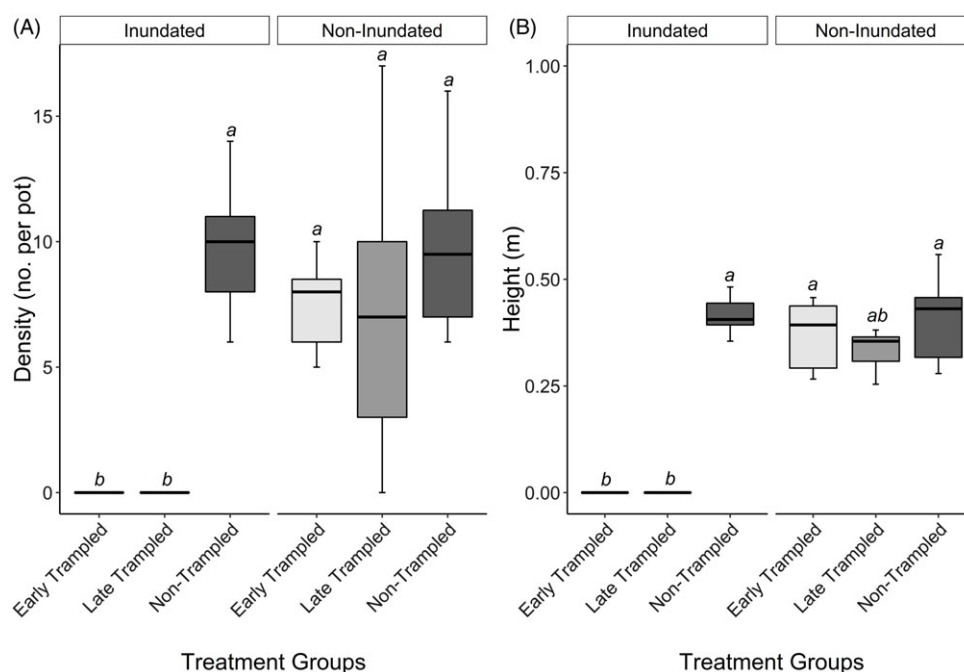 (A)
Inundated
Non-Inundated
Density (no. per pot)
15
10
5
0
b
b
a
a
a
a
Early Trampled
Late Trampled
Non-Trampled
Early Trampled
Late Trampled
Non-Trampled
Treatment Groups
(B)
Inundated
Non-Inundated
Height (m)
1.00
0.75
0.50
0.25
0.00
b
b
a
a
ab
a
Early Trampled
Late Trampled
Non-Trampled
Early Trampled
Late Trampled
Non-Trampled
Treatment Groups